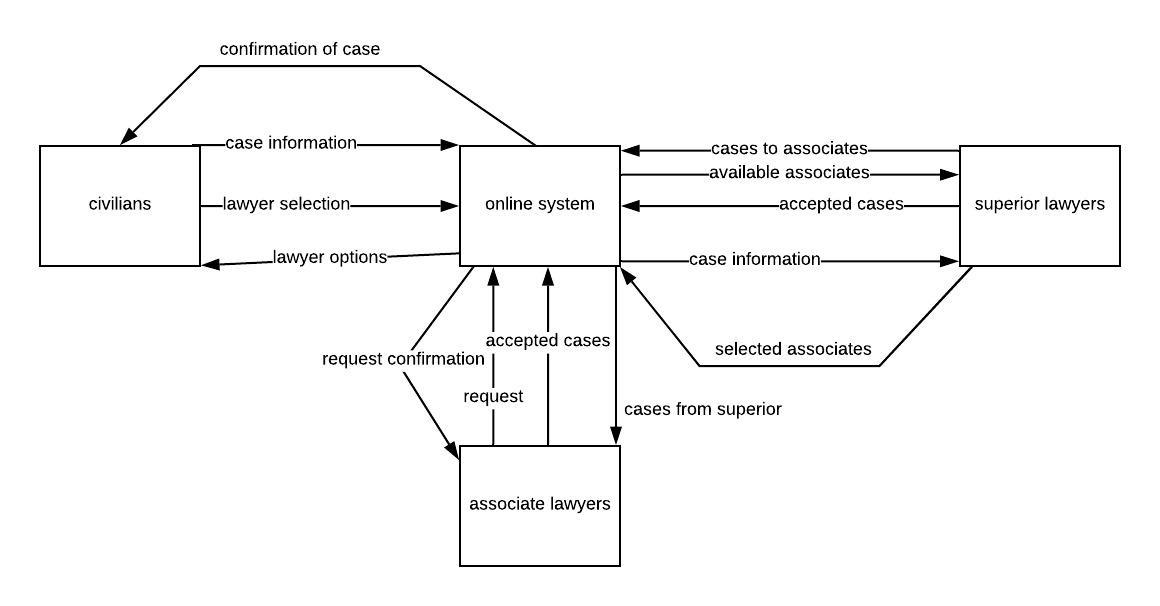 confirmation of case
case information
cases to associates
available associates
civilians
lawyer selection
online system
accepted cases
superior lawyers
lawyer options
case information
accepted cases
selected associates
request confirmation
request
cases from superior
associate lawyers